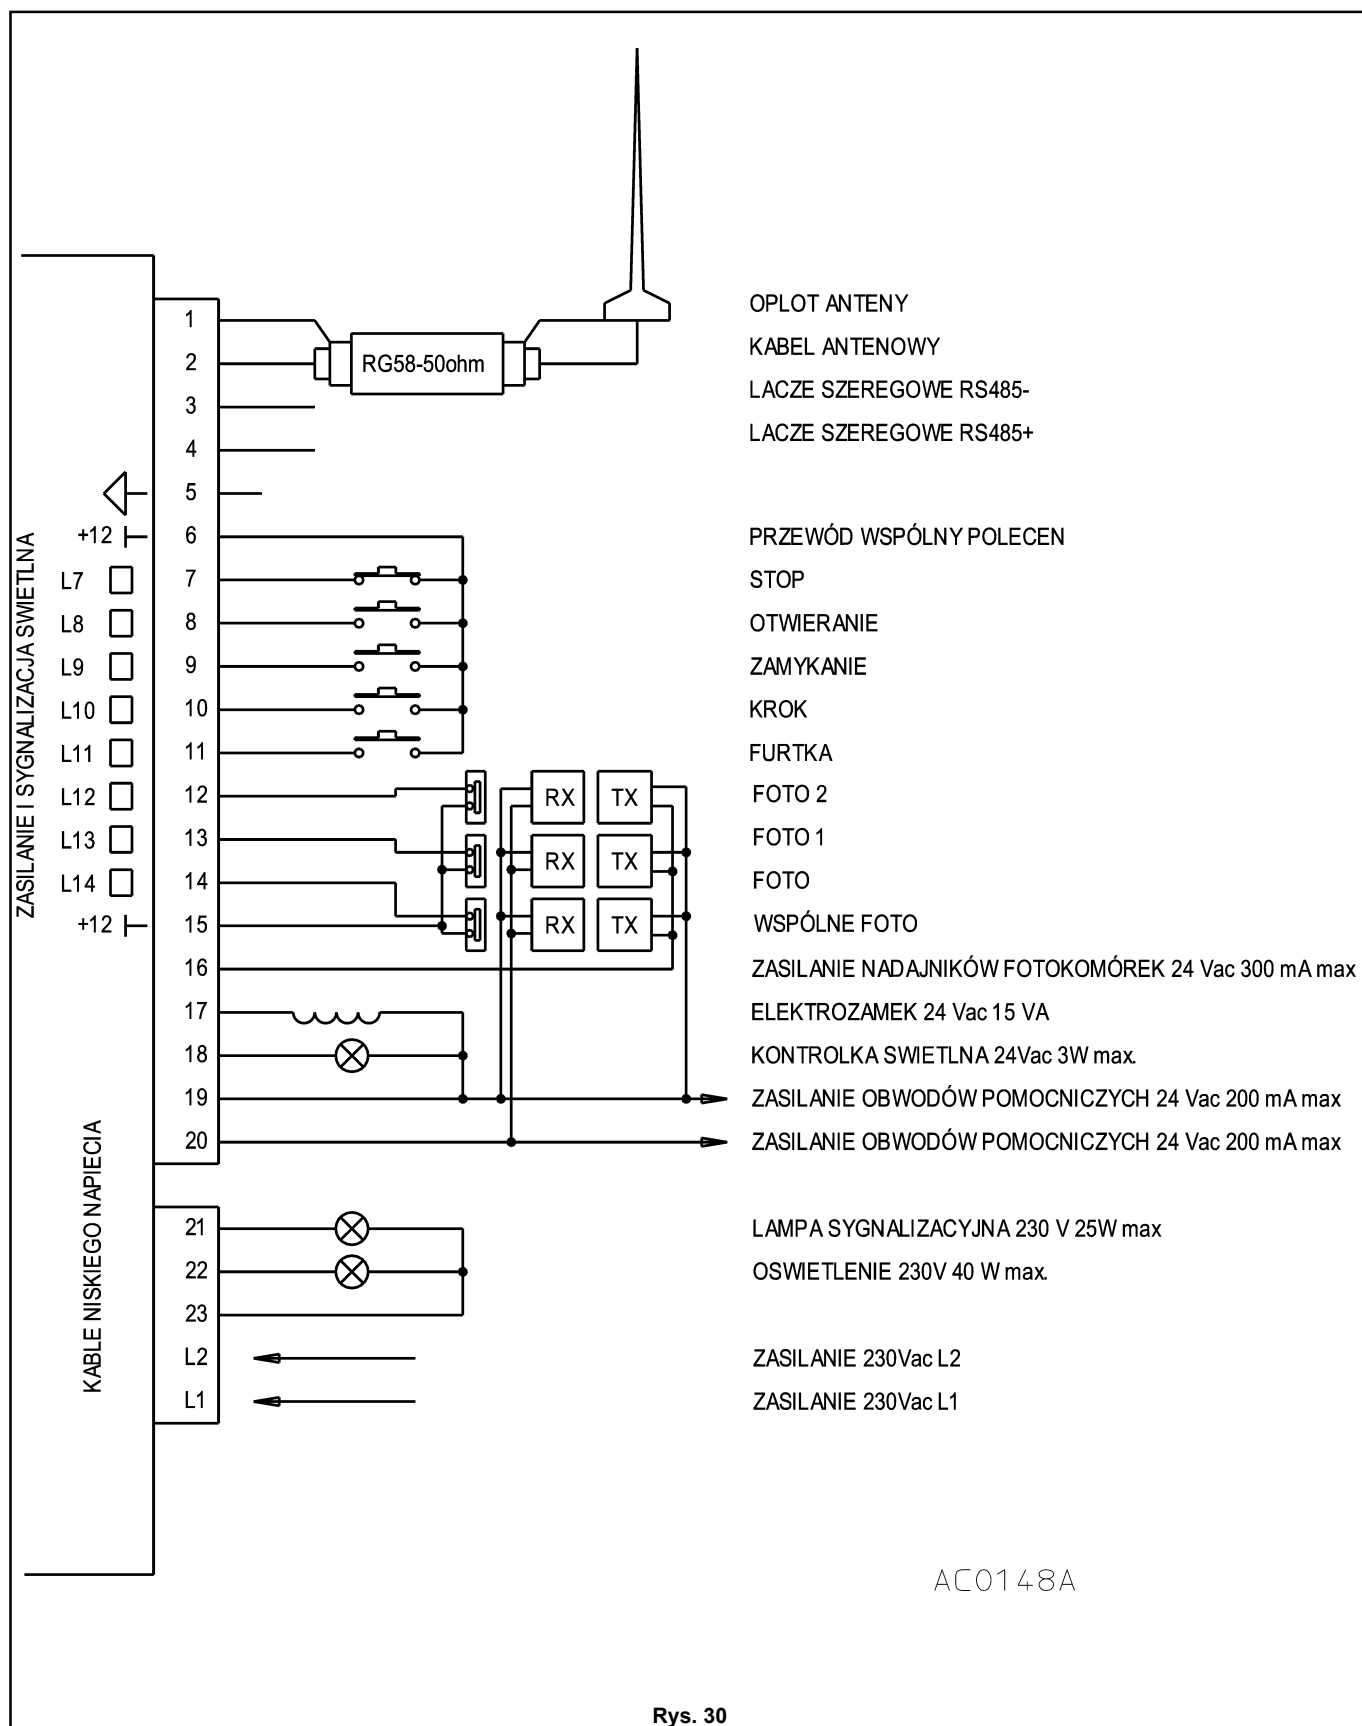 1 OPLOT ANTENY
2 RG58-50ohm KABEL ANTENOWY
3 LACZE SZEREGOWE RS485-
4 LACZE SZEREGOWE RS485+
5
+12 6 PRZEWÓD WSPÓLNY POLECEN
L7 7 STOP
L8 8 OTWIERANIE
L9 9 ZAMYKANIE
L10 10 KROK
L11 11 FURTKA
L12 12 RX TX FOTO 2
L13 13 RX TX FOTO 1
L14 14 FOTO
+12 15 RX TX WSPÓLNE FOTO
16 ZASILANIE NADAJNIKÓW FOTOKOMÓREK 24 Vac 300 mA max
17 ELEKTROZAMEK 24 Vac 15 VA
18 KONTROLKA SWIETLNA 24Vac 3W max.
19 ZASILANIE OBWODÓW POMOCNICZYCH 24 Vac 200 mA max
20 ZASILANIE OBWODÓW POMOCNICZYCH 24 Vac 200 mA max
21 LAMPA SYGNALIZACYJNA 230 V 25W max
22 OSWIETLENIE 230V 40 W max.
23
L2 ZASILANIE 230Vac L2
L1 ZASILANIE 230Vac L1
ZASILANIE I SYGNALIZACJA SWIETLNA
KABLE NISKIEGO NAPIECIA
AC0148A
Rys. 30